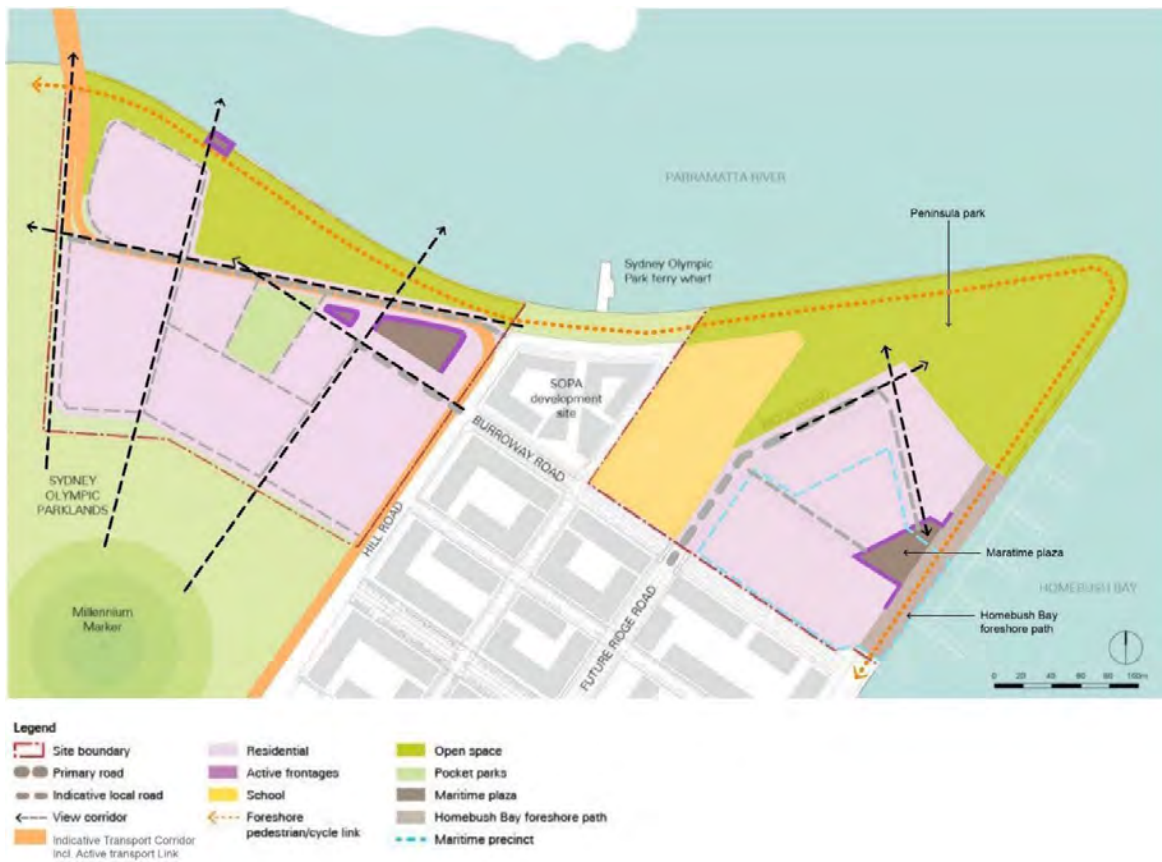 PARRAMATTA RIVER
Peninsula park
Sydney Olympic
Park ferry wharf
SOPA
development
site
BURROWAY ROAD
SYDNEY
OLYMPIC
PARKLANDS
HILL ROAD
Maratime plaza
HOMEBUSH BAY
Millennium
Marker
Homebush Bay
foreshore path
FUTURE RIDGE ROAD
0 20 40 60 80 100m
Legend
Site boundary
Primary road
Indicative local road
View corridor
Indicative Transport Corridor
Incl. Active transport Link
Residential
Active frontages
School
Foreshore
pedestrian/cycle link
Open space
Pocket parks
Maritime plaza
Homebush Bay foreshore path
Maritime precinct